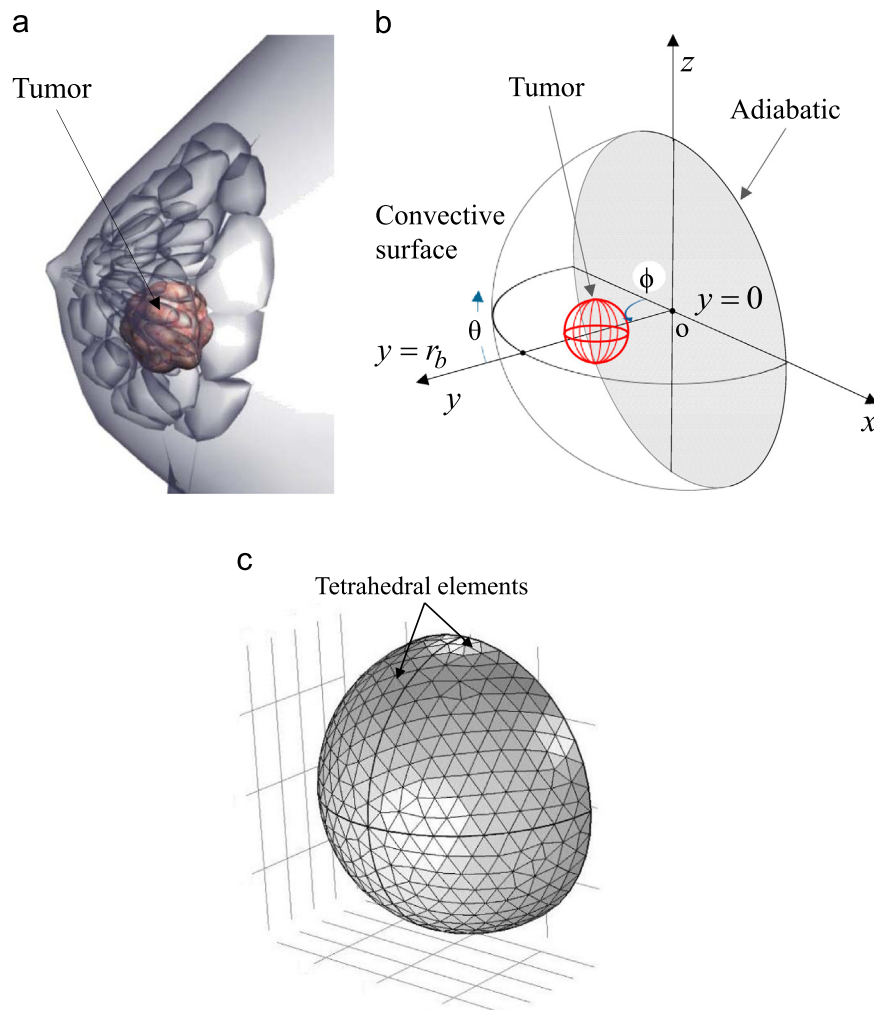 a
Tumor
b
z
Tumor
Adiabatic
Convective
surface
ϕ
y = 0
o
θ
y = r_b
y
x
c
Tetrahedral elements